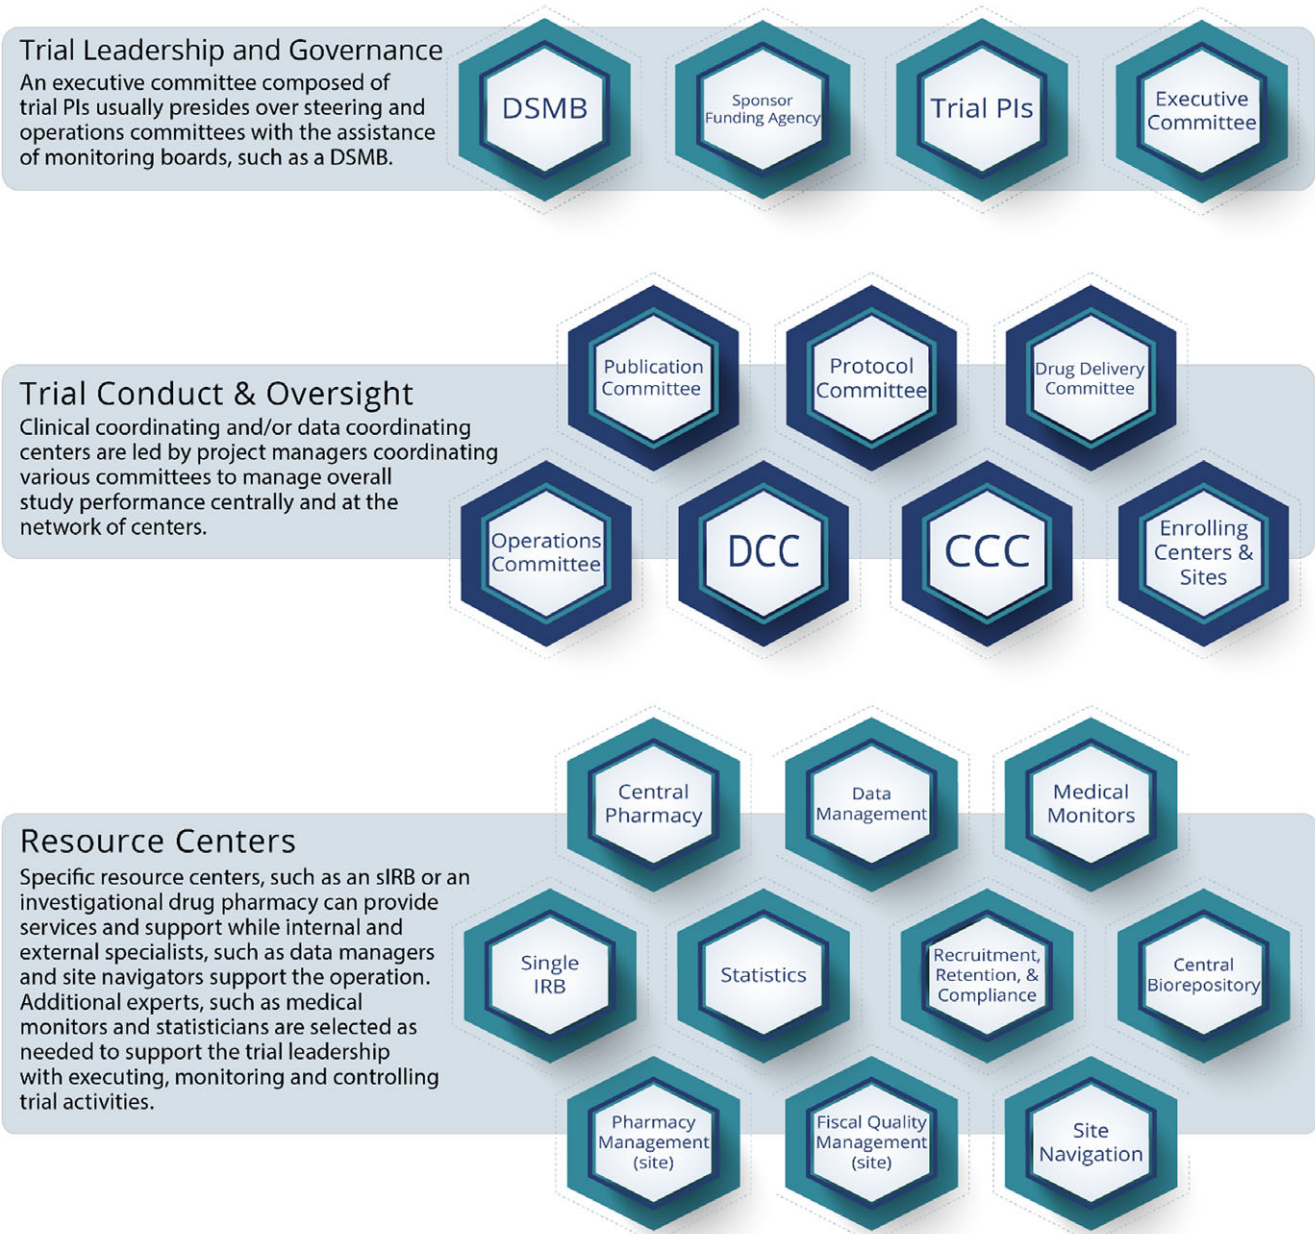 Trial Leadership and Governance
An executive committee composed of
trial PIs usually presides over steering and
operations committees with the assistance
of monitoring boards, such as a DSMB.
DSMB
Sponsor
Funding Agency
Trial PIs
Executive
Committee
Trial Conduct & Oversight
Clinical coordinating and/or data coordinating
centers are led by project managers coordinating
various committees to manage overall
study performance centrally and at the
network of centers.
Publication
Committee
Protocol
Committee
Drug Delivery
Committee
Operations
Committee
DCC
CCC
Enrolling
Centers &
Sites
Resource Centers
Specific resource centers, such as an sIRB or an
investigational drug pharmacy can provide
services and support while internal and
external specialists, such as data managers
and site navigators support the operation.
Additional experts, such as medical
monitors and statisticians are selected as
needed to support the trial leadership
with executing, monitoring and controlling
trial activities.
Central
Pharmacy
Data
Management
Medical
Monitors
Single
IRB
Statistics
Recruitment,
Retention, &
Compliance
Central
Biorepository
Pharmacy
Management
(site)
Fiscal Quality
Management
(site)
Site
Navigation